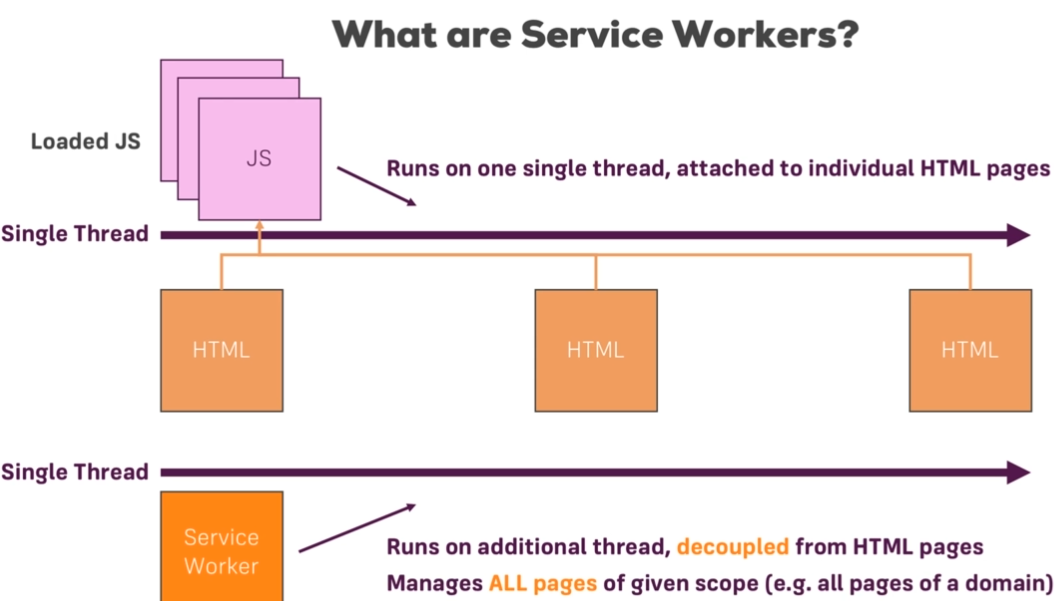 What are Service Workers?
Loaded JS
JS
Runs on one single thread, attached to individual HTML pages
Single Thread
HTML
HTML
HTML
Single Thread
Service
Worker
Runs on additional thread, decoupled from HTML pages
Manages ALL pages of given scope (e.g. all pages of a domain)